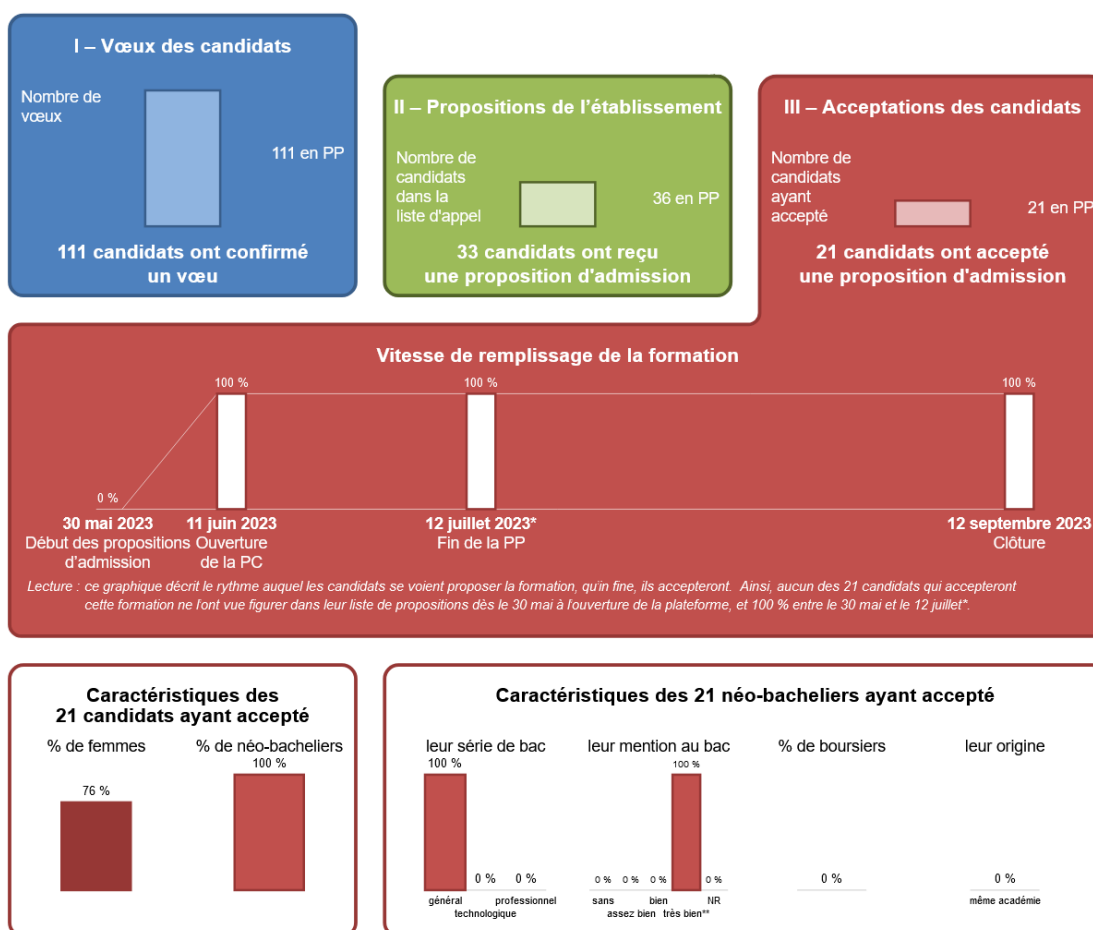 I – Vœux des candidats
Nombre de
vœux
111 en PP
111 candidats ont confirmé
un vœu
II – Propositions de l'établissement
Nombre de
candidats
dans la
liste d'appel
36 en PP
33 candidats ont reçu
une proposition d'admission
III – Acceptations des candidats
Nombre de
candidats
ayant
accepté
21 en PP
21 candidats ont accepté
une proposition d'admission
Vitesse de remplissage de la formation
0 %
100 %
100 %
100 %
30 mai 2023
Début des propositions
d'admission
11 juin 2023
Ouverture
de la PC
12 juillet 2023*
Fin de la PP
12 septembre 2023
Clôture
Lecture : ce graphique décrit le rythme auquel les candidats se voient proposer la formation, qu'in fine, ils accepteront. Ainsi, aucun des 21 candidats qui accepteront
cette formation ne l'ont vue figurer dans leur liste de propositions dès le 30 mai à l'ouverture de la plateforme, et 100 % entre le 30 mai et le 12 juillet*.
Caractéristiques des
21 candidats ayant accepté
% de femmes
76 %
% de néo-bacheliers
100 %
Caractéristiques des 21 néo-bacheliers ayant accepté
leur série de bac
100 %
0 %
0 %
général
professionnel
technologique
leur mention au bac
100 %
0 %
0 %
0 %
0 %
sans
bien
NR
assez bien
très bien**
% de boursiers
0 %
leur origine
0 %
même académie